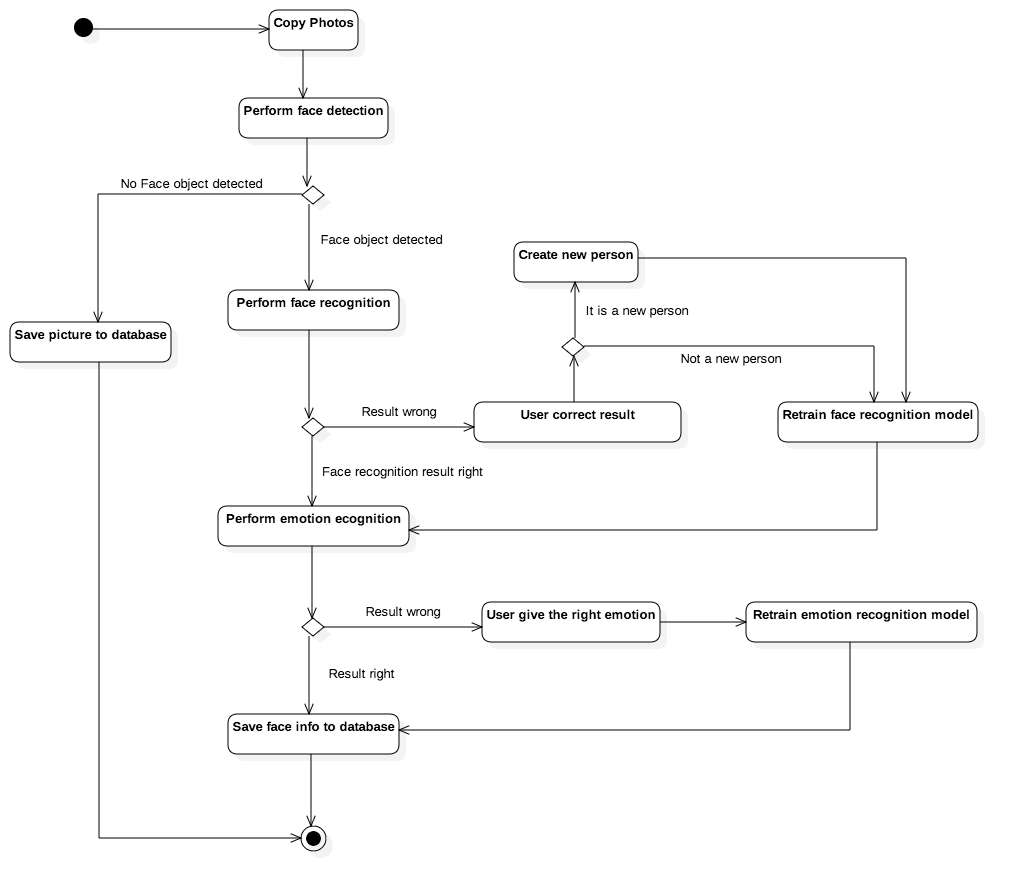 Copy Photos
Perform face detection
No Face object detected
Face object detected
Create new person
Perform face recognition
It is a new person
Save picture to database
Not a new person
Result wrong
User correct result
Retrain face recognition model
Face recognition result right
Perform emotion ecognition
Result wrong
User give the right emotion
Retrain emotion recognition model
Result right
Save face info to database